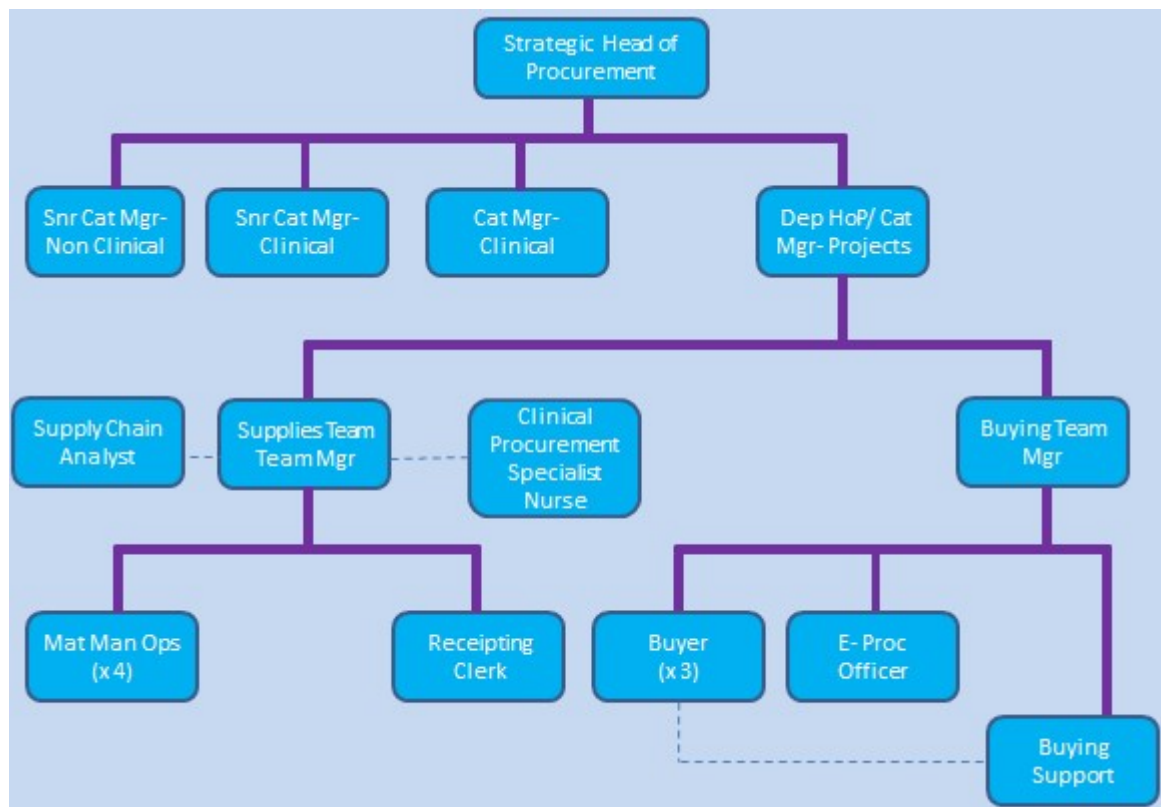 Strategic Head of
Procurement
Snr Cat Mgr-
Non Clinical
Snr Cat Mgr-
Clinical
Cat Mgr-
Clinical
Dep HoP/ Cat
Mgr- Projects
Supply Chain
Analyst
Supplies Team
Team Mgr
Clinical
Procurement
Specialist
Nurse
Buying Team
Mgr
Mat Man Ops
(x 4)
Receipting
Clerk
Buyer
(x 3)
E- Proc
Officer
Buying
Support